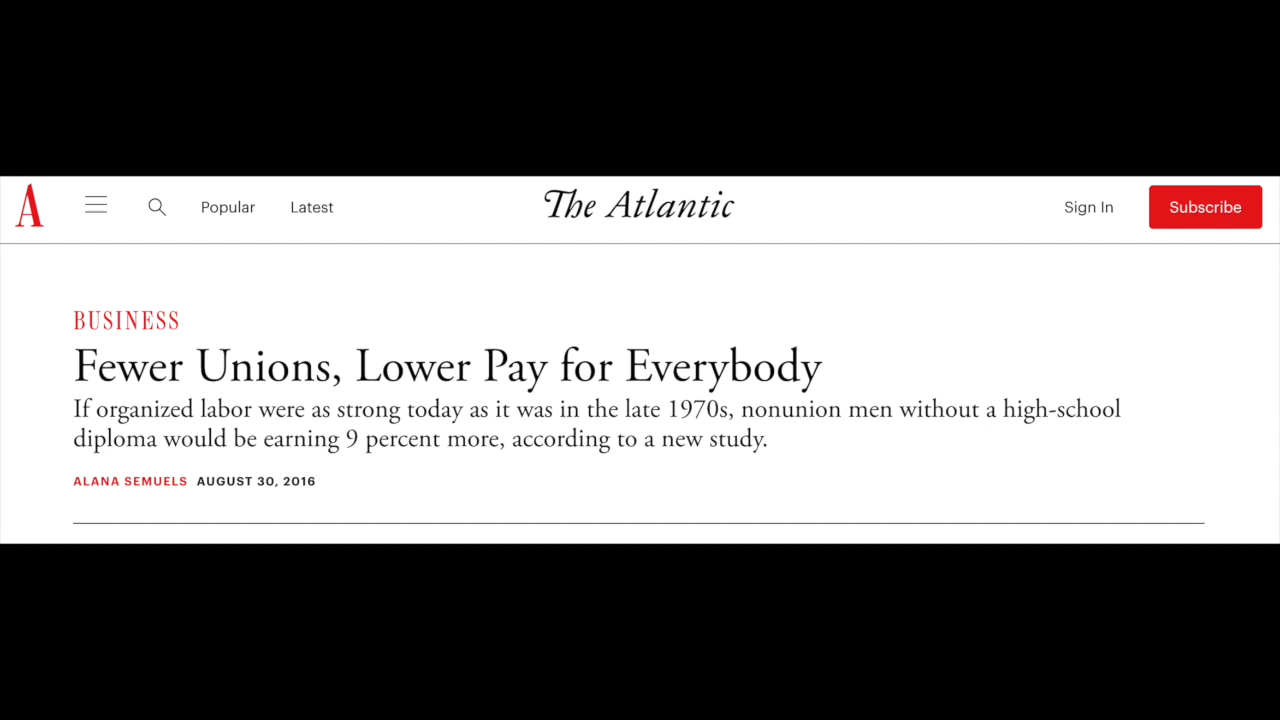 A
Popular
Latest
The Atlantic
Sign In
Subscribe
BUSINESS
Fewer Unions, Lower Pay for Everybody
If organized labor were as strong today as it was in the late 1970s, nonunion men without a high-school
diploma would be earning 9 percent more, according to a new study.
ALANA SEMUELS AUGUST 30, 2016